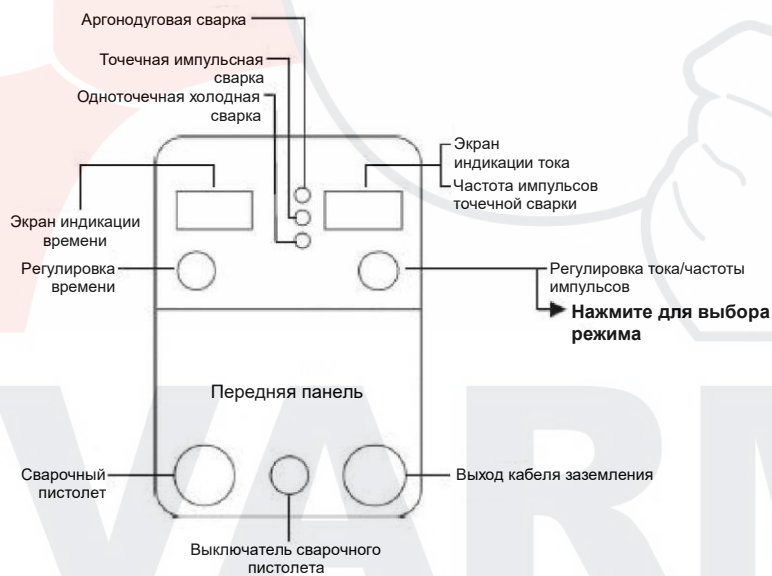 Аргонодуговая сварка
Точечная импульсная
сварка
Одноточечная холодная
сварка
Экран
индикации тока
Частота импульсов
точечной сварки
Экран индикации
времени
Регулировка
времени
Регулировка тока/частоты
импульсов
Нажмите для выбора
режима
Передняя панель
Сварочный
пистолет
Выход кабеля заземления
Выключатель сварочного
пистолета
VARM